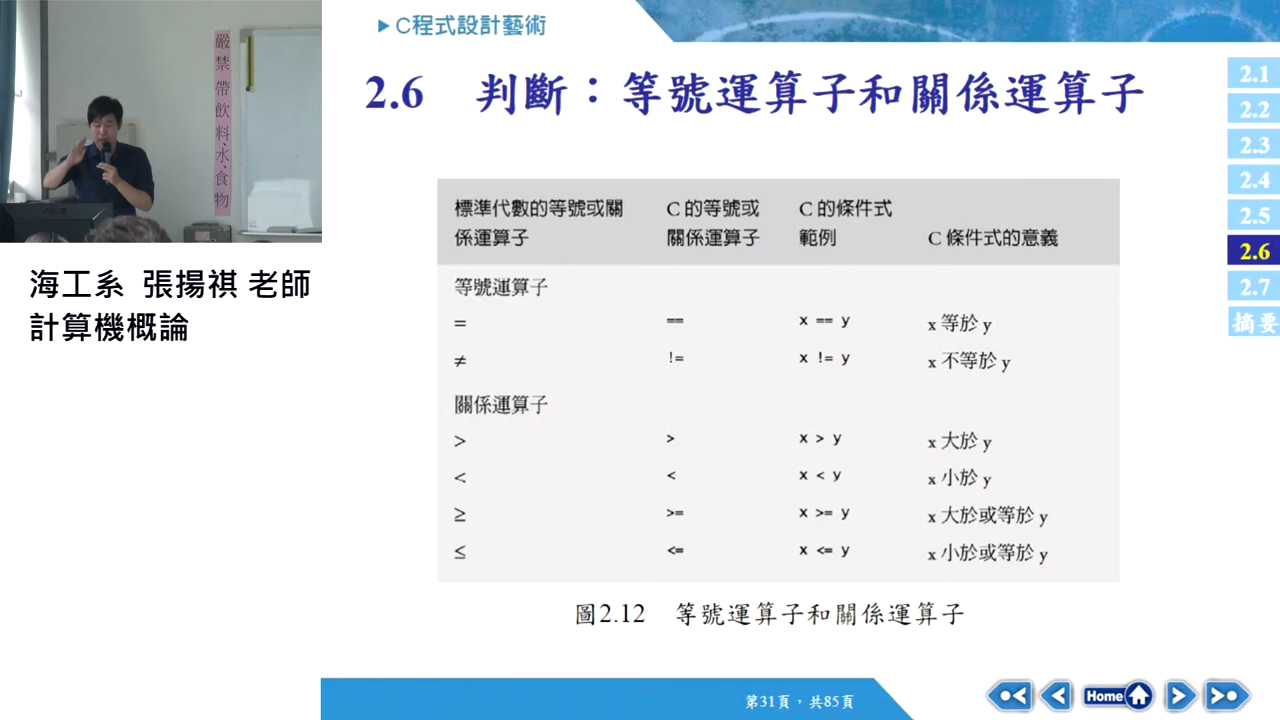 嚴禁帶飲料、水、食物
海工系 張揚祺 老師
計算機概論
C程式設計藝術
2.6 判斷：等號運算子和關係運算子
標準代數的等號或關係運算子 C 的等號或關係運算子 C 的條件式範例 C 條件式的意義
等號運算子
= == x == y x 等於 y
≠ != x != y x 不等於 y
關係運算子
> > x > y x 大於 y
< < x < y x 小於 y
≥ >= x >= y x 大於或等於 y
≤ <= x <= y x 小於或等於 y
圖2.12 等號運算子和關係運算子
2.1
2.2
2.3
2.4
2.5
2.6
2.7
摘要
第31頁，共85頁
Home